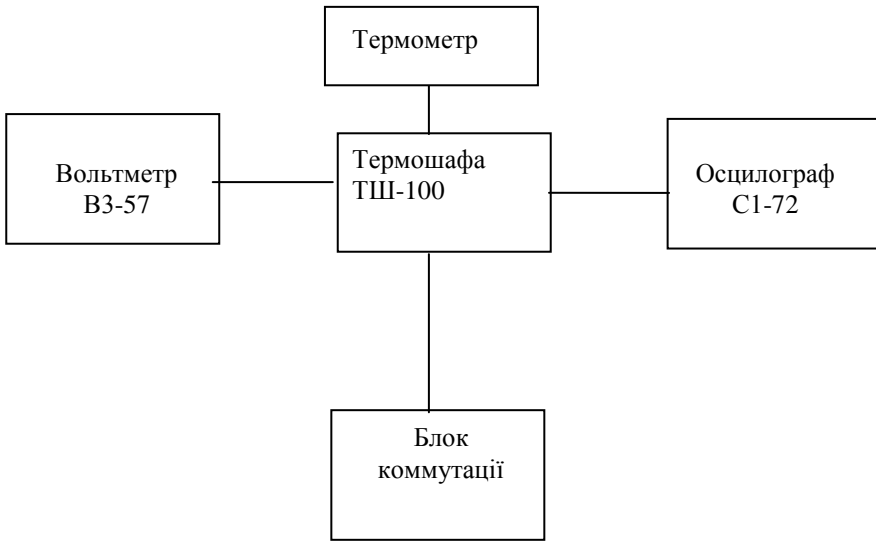 Термометр
Термошафа
ТШ-100
Вольтметр
В3-57
Осцилограф
С1-72
Блок
коммутації